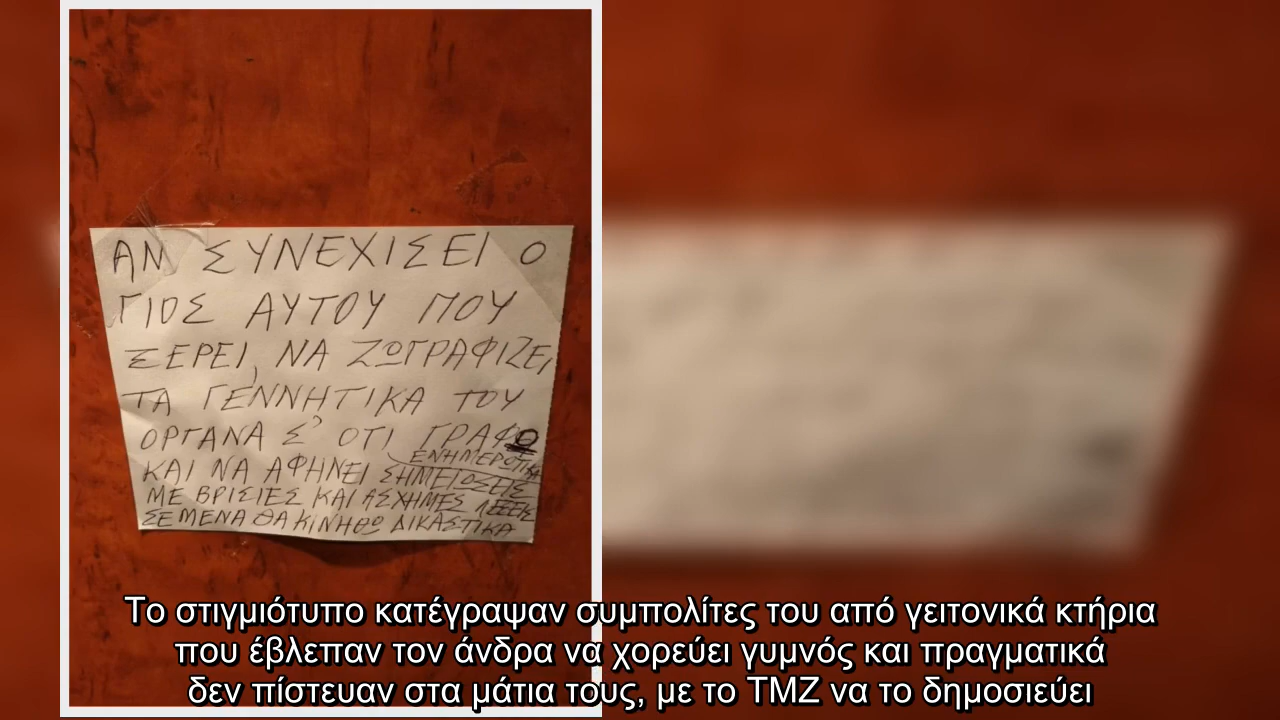 ΑΝ ΣΥΝΕΧΙΣΕΙ Ο
ΓΙΟΣ ΑΥΤΟΥ ΠΟΥ
ΞΕΡΕΙ, ΝΑ ΖΩΓΡΑΦΙΖΕΙ
ΤΑ ΓΕΝΝΗΤΙΚΑ ΤΟΥ
ΟΡΓΑΝΑ Σ' ΟΤΙ ΓΡΑΦΩ
ΕΝΗΜΕΡΩΤΙΚΑ
ΚΑΙ ΝΑ ΑΦΗΝΕΙ ΣΗΜΕΙΩΣΕΙΣ
ΜΕ ΒΡΙΣΙΕΣ ΚΑΙ ΑΣΧΗΜΕΣ ΛΕΞΕΙΣ
ΣΕ ΜΕΝΑ ΘΑ ΚΙΝΗΘΩ ΔΙΚΑΣΤΙΚΑ
Το στιγμιότυπο κατέγραψαν συμπολίτες του από γειτονικά κτήρια
που έβλεπαν τον άνδρα να χορεύει γυμνός και πραγματικά
δεν πίστευαν στα μάτια τους, με το TMZ να το δημοσιεύει